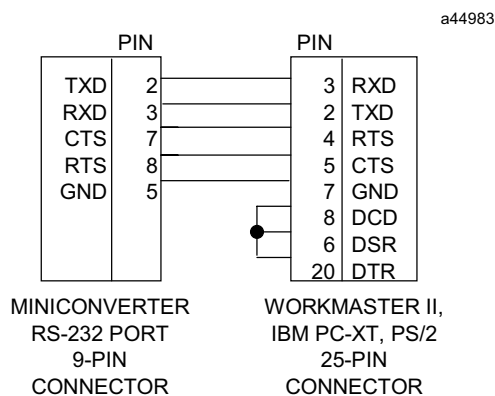 a44983
PIN PIN
TXD 2 3 RXD
RXD 3 2 TXD
CTS 7 4 RTS
RTS 8 5 CTS
GND 5 7 GND
8 DCD
6 DSR
20 DTR
MINICONVERTER
RS-232 PORT
9-PIN
CONNECTOR
WORKMASTER II,
IBM PC-XT, PS/2
25-PIN
CONNECTOR